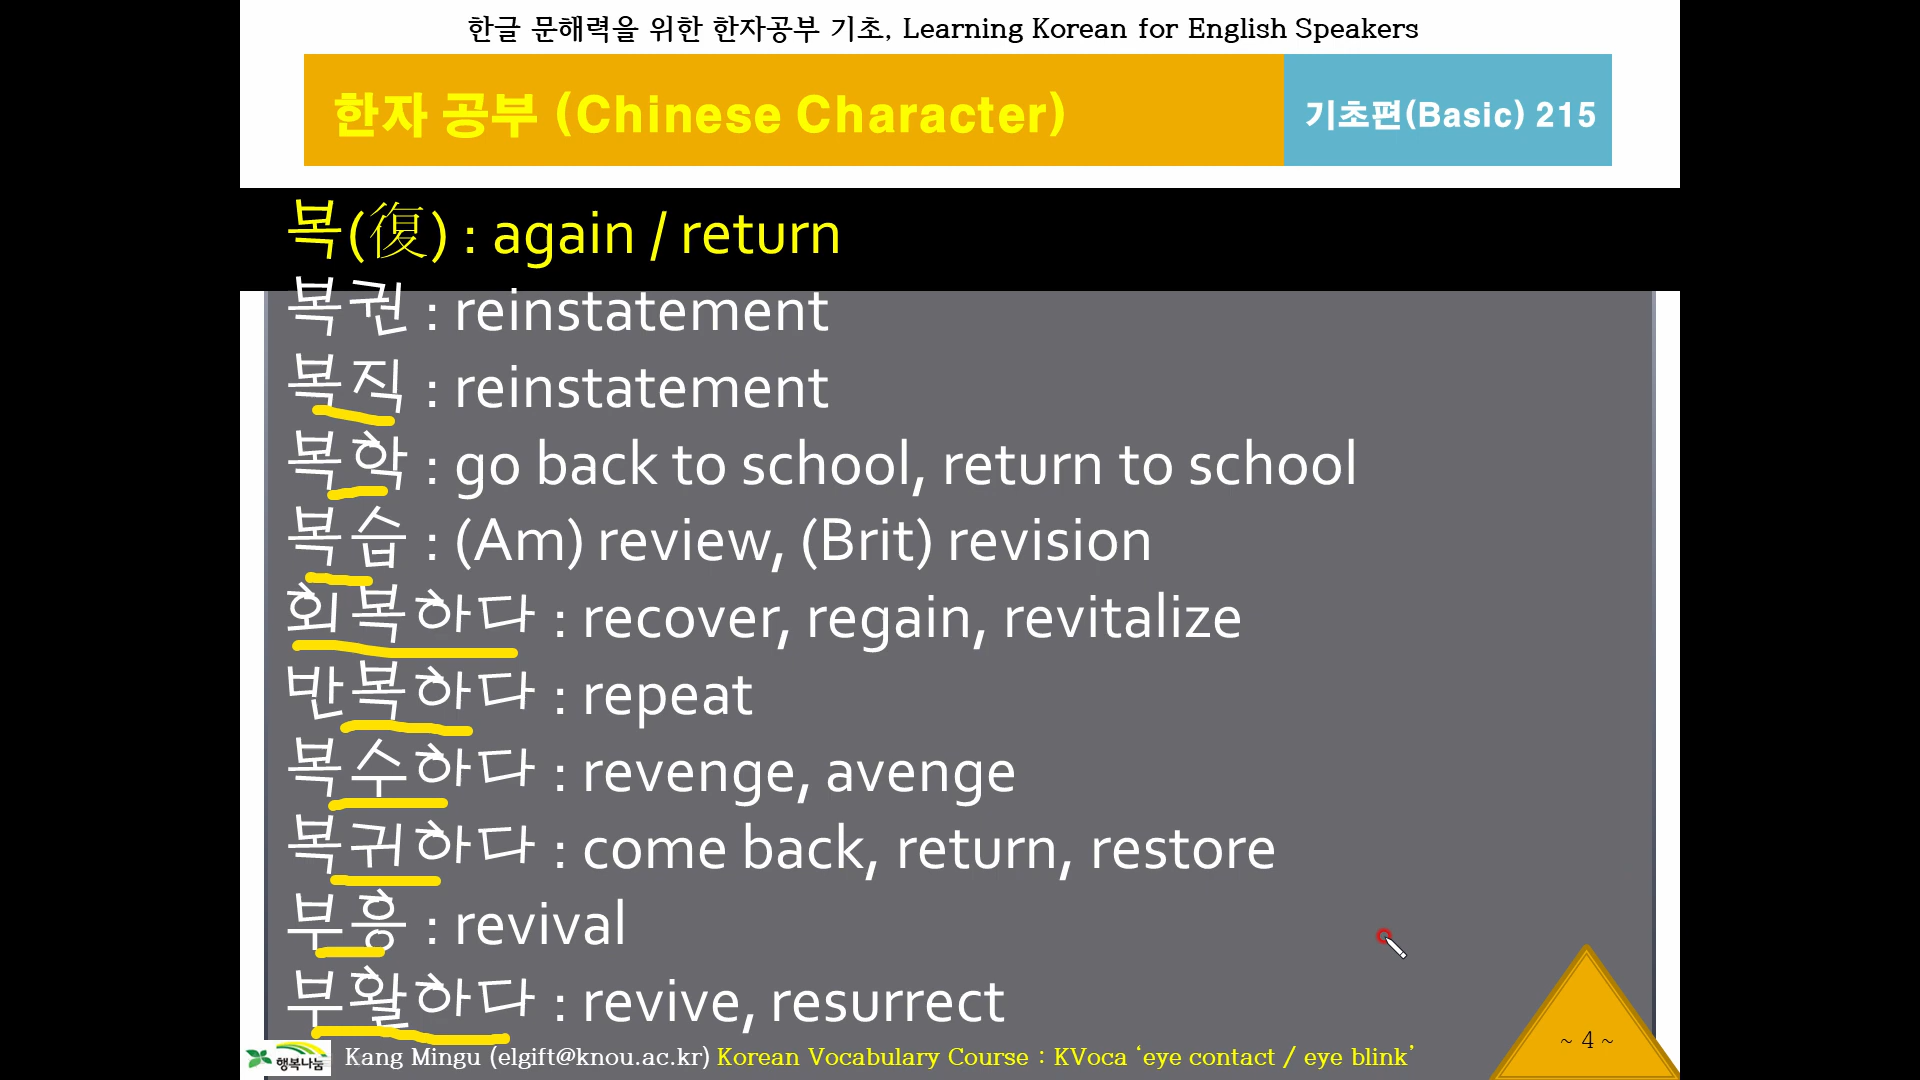 한글 문해력을 위한 한자공부 기초, Learning Korean for English Speakers
한자 공부 (Chinese Character)
기초편(Basic) 215
복(復) : again / return
복권 : reinstatement
복직 : reinstatement
복학 : go back to school, return to school
복습 : (Am) review, (Brit) revision
회복하다 : recover, regain, revitalize
반복하다 : repeat
복수하다 : revenge, avenge
복귀하다 : come back, return, restore
부흥 : revival
부활하다 : revive, resurrect
~ 4 ~
행복나눔
Kang Mingu (elgift@knou.ac.kr) Korean Vocabulary Course : KVoca ‘eye contact / eye blink’